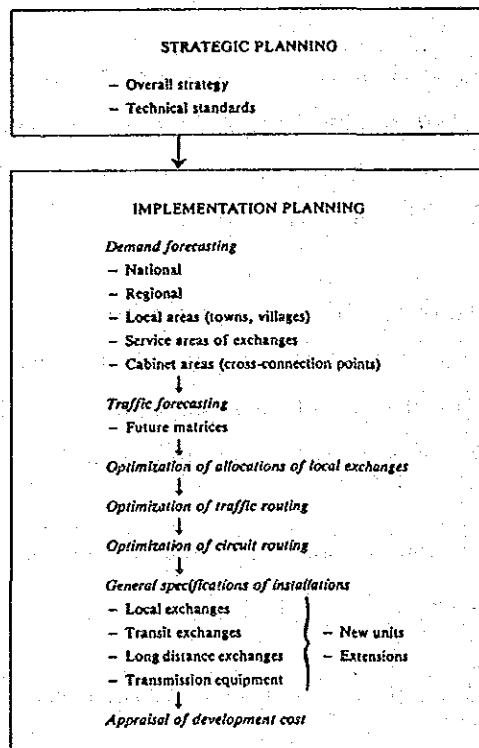 STRATEGIC PLANNING
– Overall strategy
– Technical standards
IMPLEMENTATION PLANNING
Demand forecasting
– National
– Regional
– Local areas (towns, villages)
– Service areas of exchanges
– Cabinet areas (cross-connection points)
Traffic forecasting
– Future matrices
Optimization of allocations of local exchanges
Optimization of traffic routing
Optimization of circuit routing
General specifications of installations
– Local exchanges
– Transit exchanges – New units
– Long distance exchanges – Extensions
– Transmission equipment
Appraisal of development cost